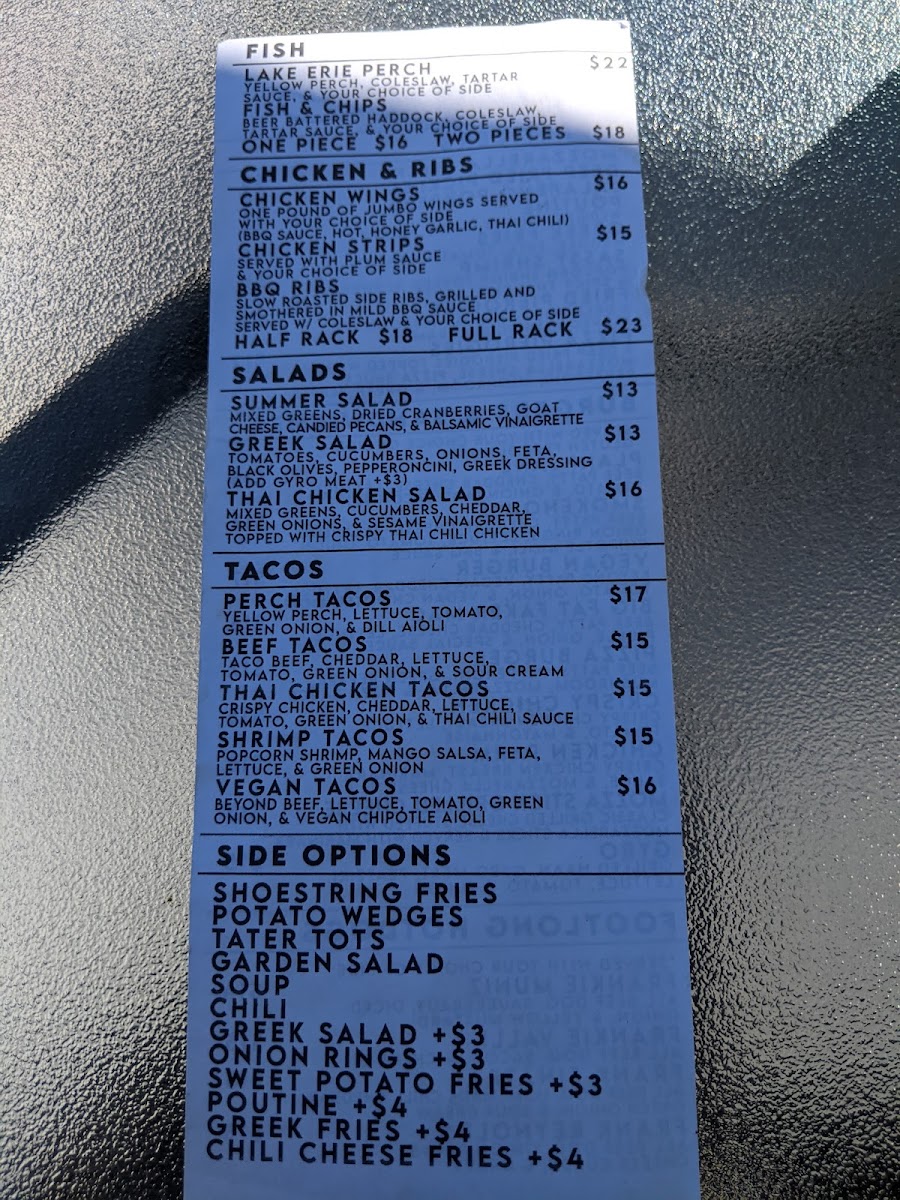 FISH
LAKE ERIE PERCH $22
YELLOW PERCH, COLESLAW, TARTAR
SAUCE, & YOUR CHOICE OF SIDE
FISH & CHIPS
BEER BATTERED HADDOCK, COLESLAW,
TARTAR SAUCE, & YOUR CHOICE OF SIDE
ONE PIECE $16 TWO PIECES $18
CHICKEN & RIBS
CHICKEN WINGS $16
ONE POUND OF JUMBO WINGS SERVED
WITH YOUR CHOICE OF SIDE
(BBQ SAUCE, HOT, HONEY GARLIC, THAI CHILI)
CHICKEN STRIPS $15
SERVED WITH PLUM SAUCE
& YOUR CHOICE OF SIDE
BBQ RIBS
SLOW ROASTED SIDE RIBS, GRILLED AND
SMOTHERED IN MILD BBQ SAUCE
SERVED W/ COLESLAW & YOUR CHOICE OF SIDE
HALF RACK $18 FULL RACK $23
SALADS
SUMMER SALAD $13
MIXED GREENS, DRIED CRANBERRIES, GOAT
CHEESE, CANDIED PECANS, & BALSAMIC VINAIGRETTE
GREEK SALAD $13
TOMATOES, CUCUMBERS, ONIONS, FETA,
BLACK OLIVES, PEPPERONCINI, GREEK DRESSING
(ADD GYRO MEAT +$3)
THAI CHICKEN SALAD $16
MIXED GREENS, CUCUMBERS, CHEDDAR,
GREEN ONIONS, & SESAME VINAIGRETTE
TOPPED WITH CRISPY THAI CHILI CHICKEN
TACOS
PERCH TACOS $17
YELLOW PERCH, LETTUCE, TOMATO,
GREEN ONION, & DILL AIOLI
BEEF TACOS $15
TACO BEEF, CHEDDAR, LETTUCE,
TOMATO, GREEN ONION, & SOUR CREAM
THAI CHICKEN TACOS $15
CRISPY CHICKEN, CHEDDAR, LETTUCE,
TOMATO, GREEN ONION, & THAI CHILI SAUCE
SHRIMP TACOS $15
POPCORN SHRIMP, MANGO SALSA, FETA,
LETTUCE, & GREEN ONION
VEGAN TACOS $16
BEYOND BEEF, LETTUCE, TOMATO, GREEN
ONION, & VEGAN CHIPOTLE AIOLI
SIDE OPTIONS
SHOESTRING FRIES
POTATO WEDGES
TATER TOTS
GARDEN SALAD
SOUP
CHILI
GREEK SALAD +$3
ONION RINGS +$3
SWEET POTATO FRIES +$3
POUTINE +$4
GREEK FRIES +$4
CHILI CHEESE FRIES +$4